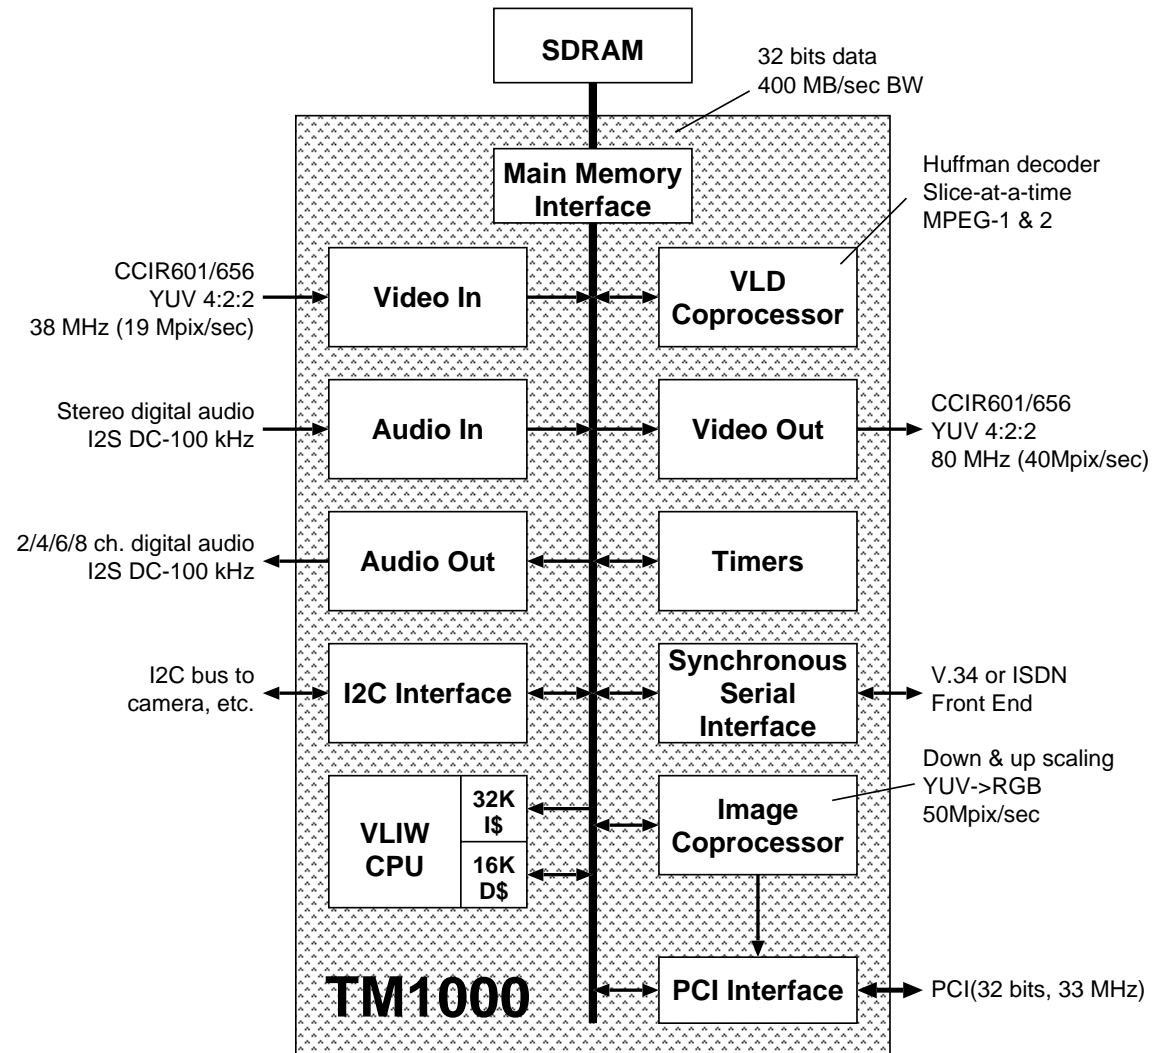 SDRAM
32 bits data
400 MB/sec BW
Main Memory
Interface
Huffman decoder
Slice-at-a-time
MPEG-1 & 2
CCIR601/656
YUV 4:2:2
38 MHz (19 Mpix/sec)
Video In
VLD
Coprocessor
Stereo digital audio
I2S DC-100 kHz
Audio In
Video Out
CCIR601/656
YUV 4:2:2
80 MHz (40Mpix/sec)
2/4/6/8 ch. digital audio
I2S DC-100 kHz
Audio Out
Timers
I2C bus to
camera, etc.
I2C Interface
Synchronous
Serial
Interface
V.34 or ISDN
Front End
Down & up scaling
YUV->RGB
50Mpix/sec
VLIW
CPU
32K
I$
16K
D$
Image
Coprocessor
TM1000
PCI Interface
PCI(32 bits, 33 MHz)